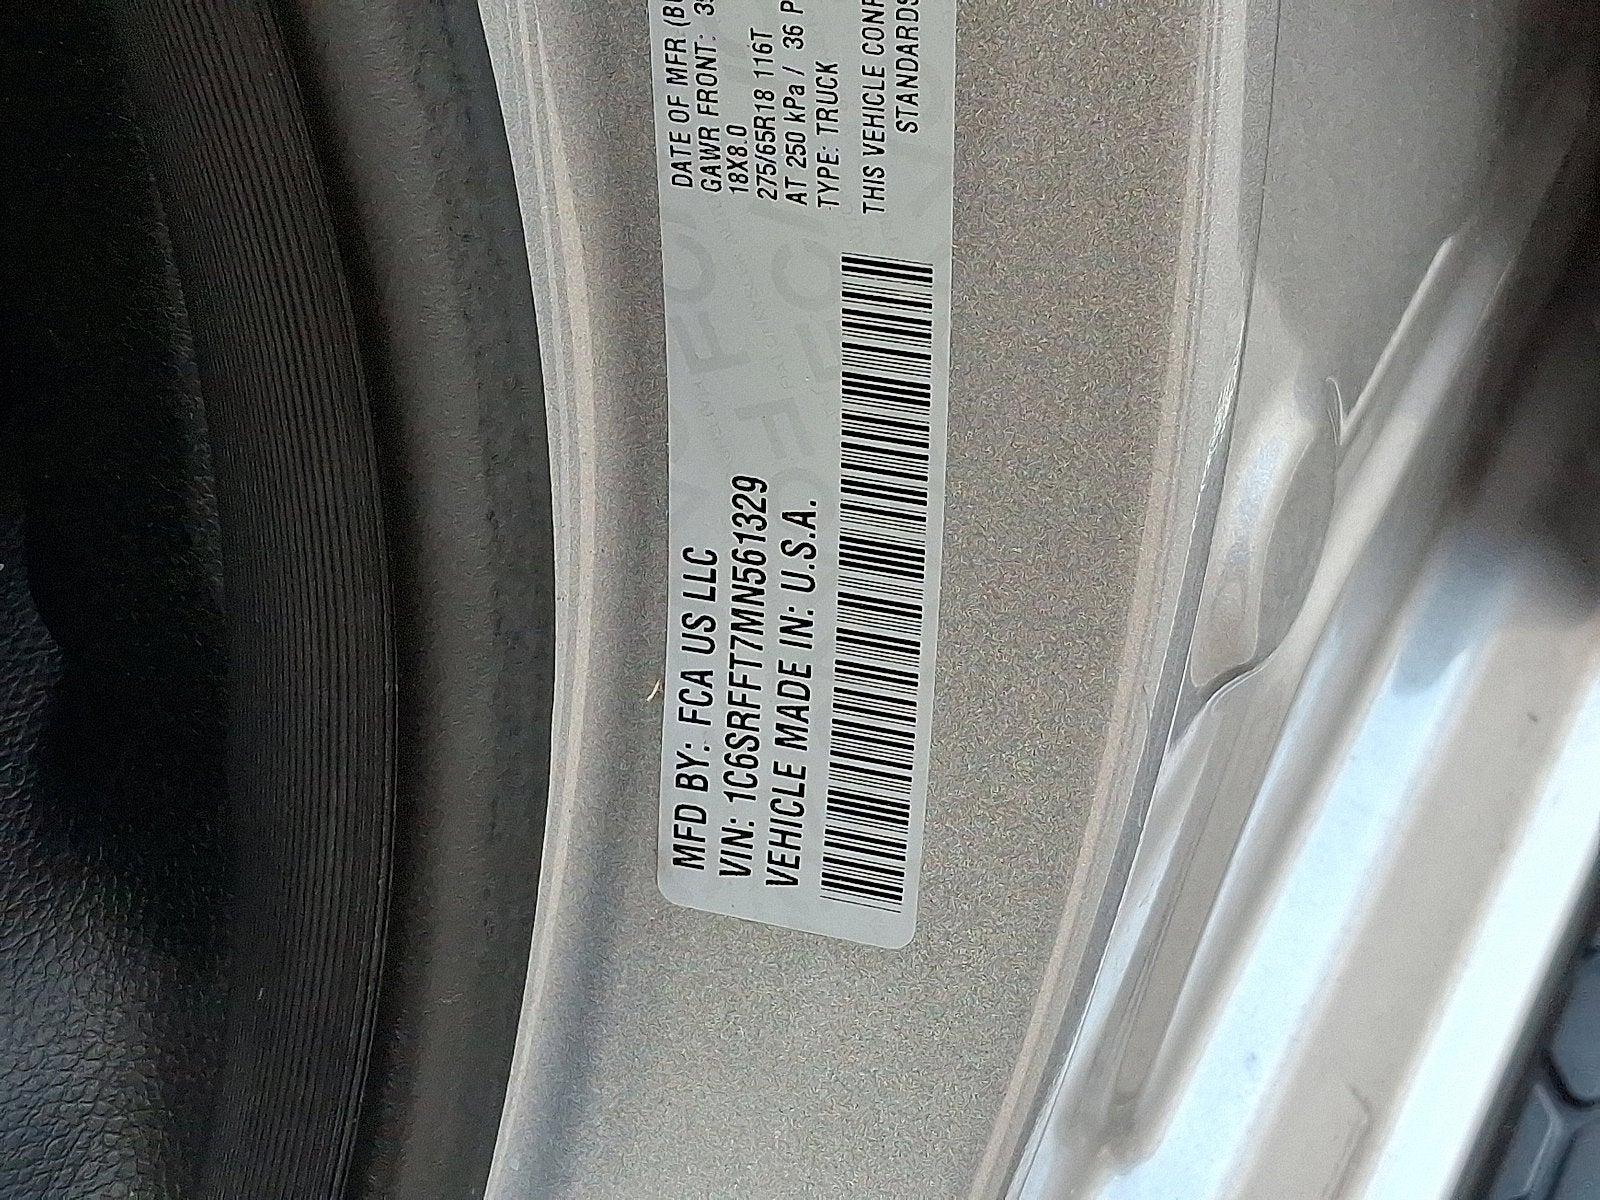 MFD BY: FCA US LLC
VIN: 1C6SRFFT7MN561329
VEHICLE MADE IN: U.S.A.
DATE OF MFR
GAWR FRONT:
18X8.0
275/65R18 116T
AT 250 kPa / 36
TYPE: TRUCK
THIS VEHICLE
STANDARDS